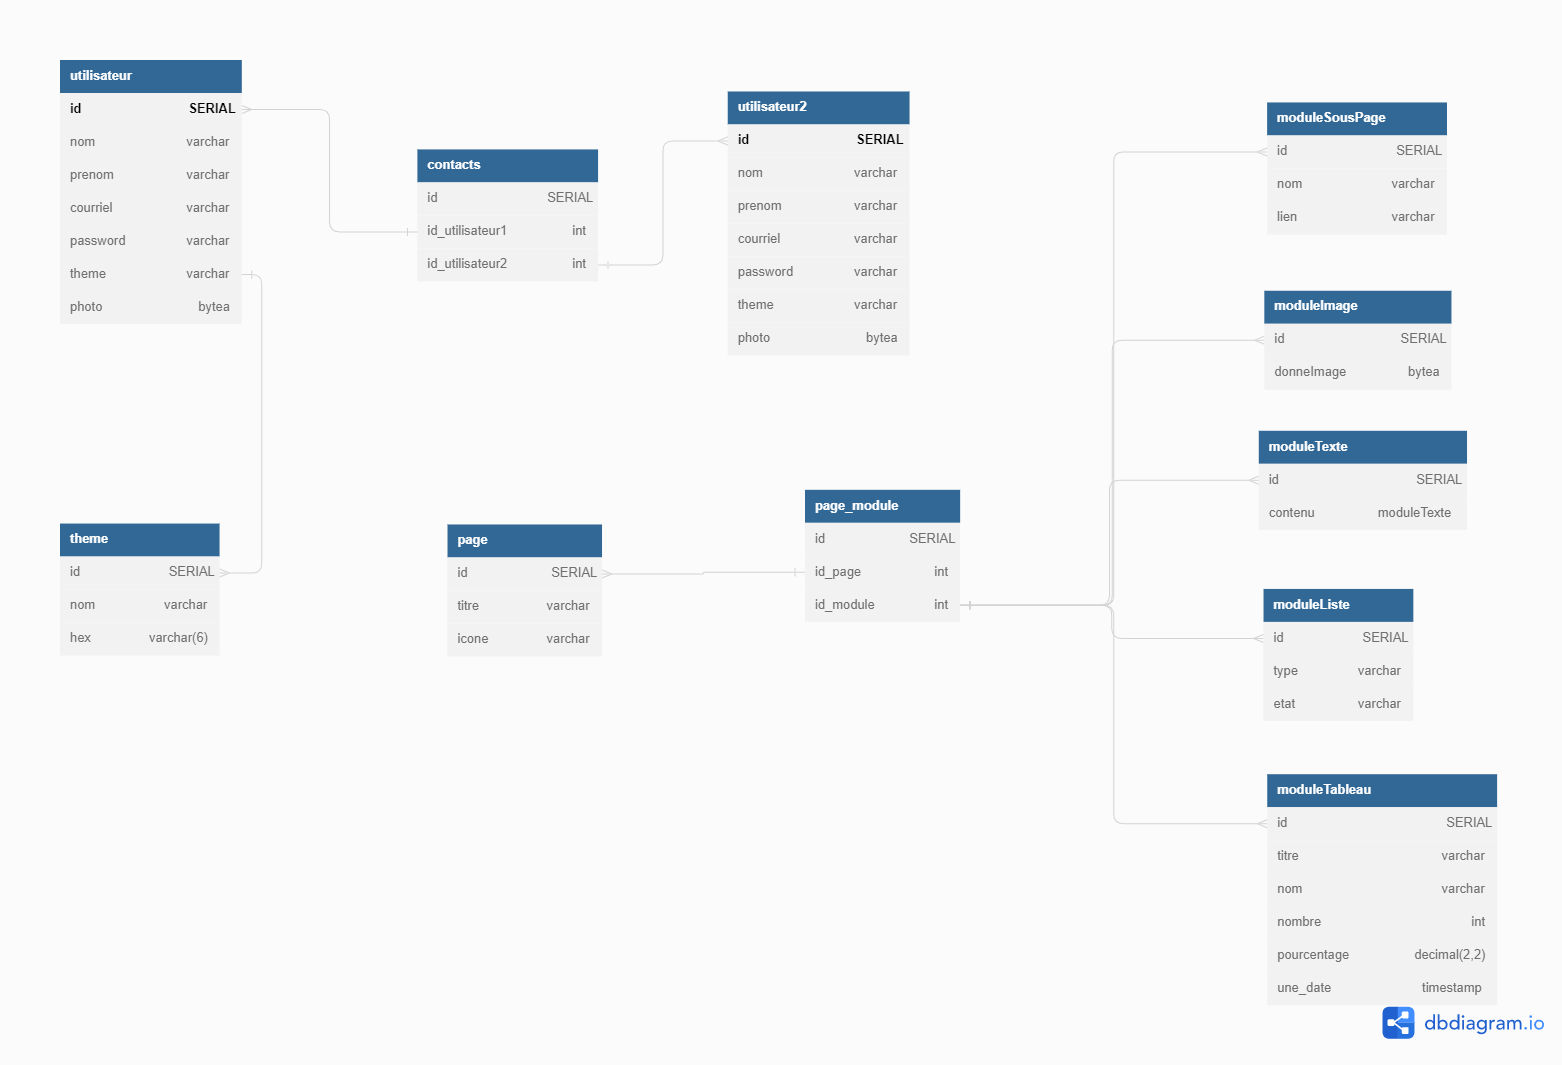 utilisateur
id SERIAL
nom varchar
prenom varchar
courriel varchar
password varchar
theme varchar
photo bytea
contacts
id SERIAL
id_utilisateur1 int
id_utilisateur2 int
utilisateur2
id SERIAL
nom varchar
prenom varchar
courriel varchar
password varchar
theme varchar
photo bytea
moduleSousPage
id SERIAL
nom varchar
lien varchar
moduleImage
id SERIAL
donneImage bytea
moduleTexte
id SERIAL
contenu moduleTexte
theme
id SERIAL
nom varchar
hex varchar(6)
page
id SERIAL
titre varchar
icone varchar
page_module
id SERIAL
id_page int
id_module int
moduleListe
id SERIAL
type varchar
etat varchar
moduleTableau
id SERIAL
titre varchar
nom varchar
nombre int
pourcentage decimal(2,2)
une_date timestamp
dbdiagram.io